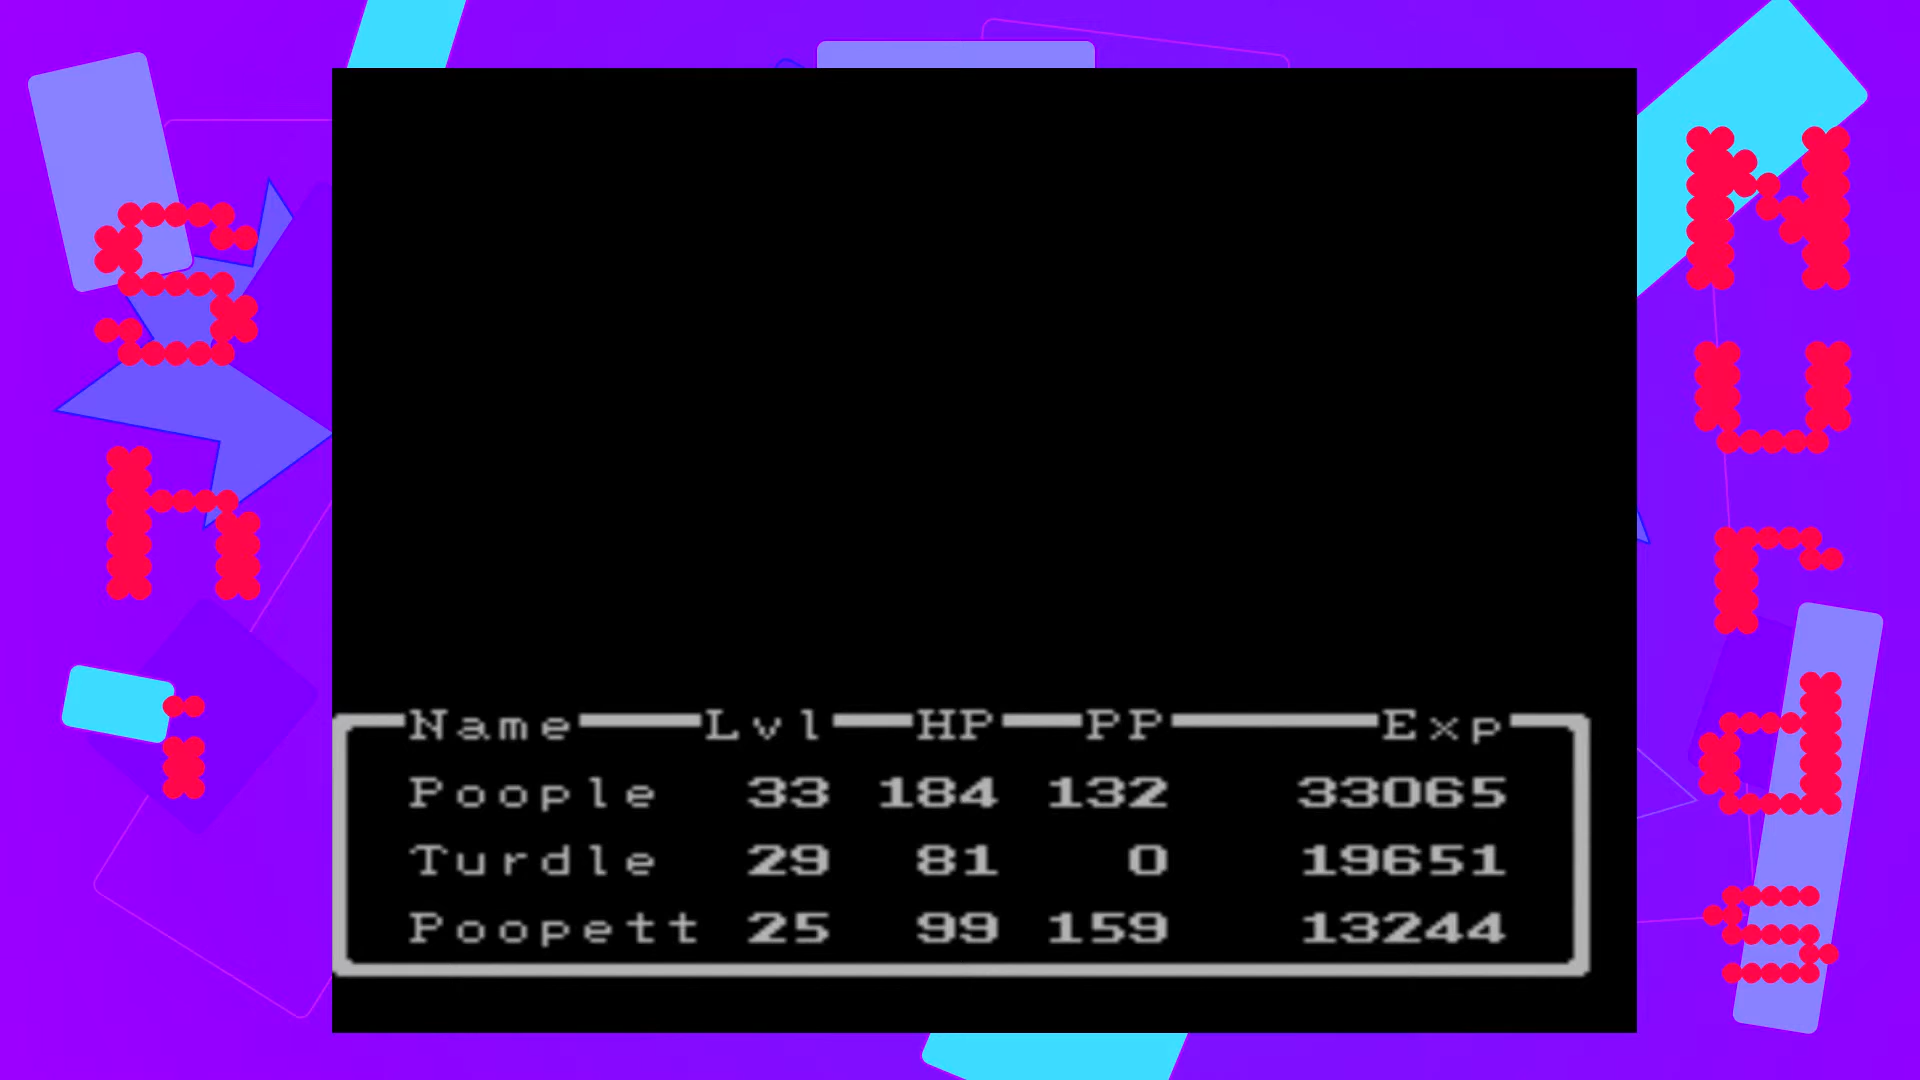 Shi
Nurds
Name Lvl HP PP Exp
Poople 33 184 132 33065
Turdle 29 81 0 19651
Poopett 25 99 159 13244